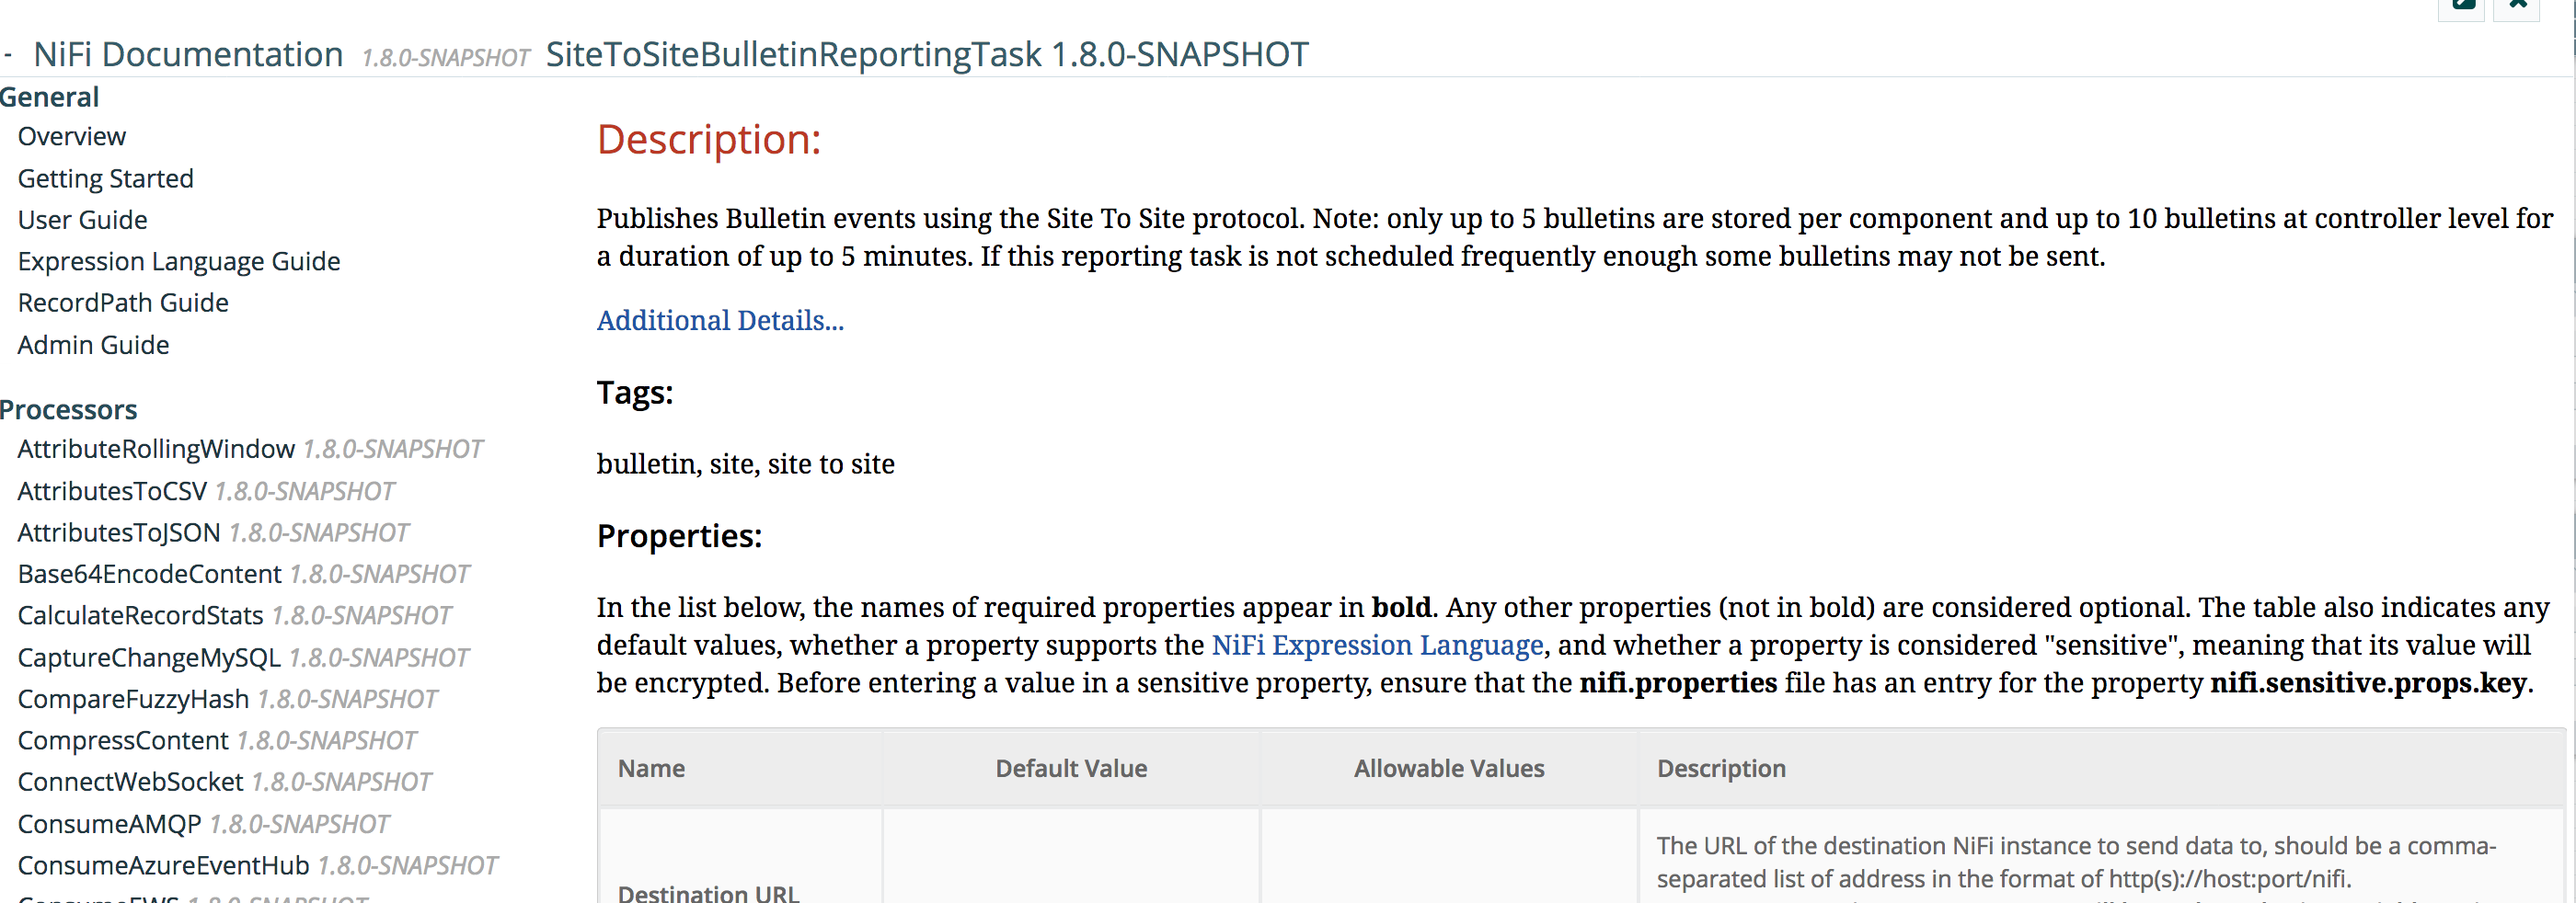 - NiFi Documentation 1.8.0-SNAPSHOT SiteToSiteBulletinReportingTask 1.8.0-SNAPSHOT
General
Overview
Getting Started
User Guide
Expression Language Guide
RecordPath Guide
Admin Guide
Processors
AttributeRollingWindow 1.8.0-SNAPSHOT
AttributesToCSV 1.8.0-SNAPSHOT
AttributesToJSON 1.8.0-SNAPSHOT
Base64EncodeContent 1.8.0-SNAPSHOT
CalculateRecordStats 1.8.0-SNAPSHOT
CaptureChangeMySQL 1.8.0-SNAPSHOT
CompareFuzzyHash 1.8.0-SNAPSHOT
CompressContent 1.8.0-SNAPSHOT
ConnectWebSocket 1.8.0-SNAPSHOT
ConsumeAMQP 1.8.0-SNAPSHOT
ConsumeAzureEventHub 1.8.0-SNAPSHOT
ConsumeEWS 1.8.0-SNAPSHOT
Description:
Publishes Bulletin events using the Site To Site protocol. Note: only up to 5 bulletins are stored per component and up to 10 bulletins at controller level for
a duration of up to 5 minutes. If this reporting task is not scheduled frequently enough some bulletins may not be sent.
Additional Details...
Tags:
bulletin, site, site to site
Properties:
In the list below, the names of required properties appear in bold. Any other properties (not in bold) are considered optional. The table also indicates any
default values, whether a property supports the NiFi Expression Language, and whether a property is considered "sensitive", meaning that its value will
be encrypted. Before entering a value in a sensitive property, ensure that the nifi.properties file has an entry for the property nifi.sensitive.props.key.
Name Default Value Allowable Values Description
Destination URL
The URL of the destination NiFi instance to send data to, should be a comma-
separated list of address in the format of http(s)://host:port/nifi.